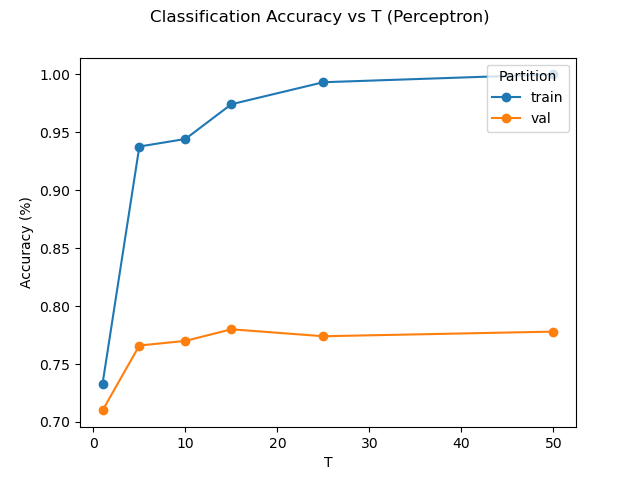 Classification Accuracy vs T (Perceptron)
Partition
train
val
Accuracy (%)
1.00
0.95
0.90
0.85
0.80
0.75
0.70
0 10 20 30 40 50
T